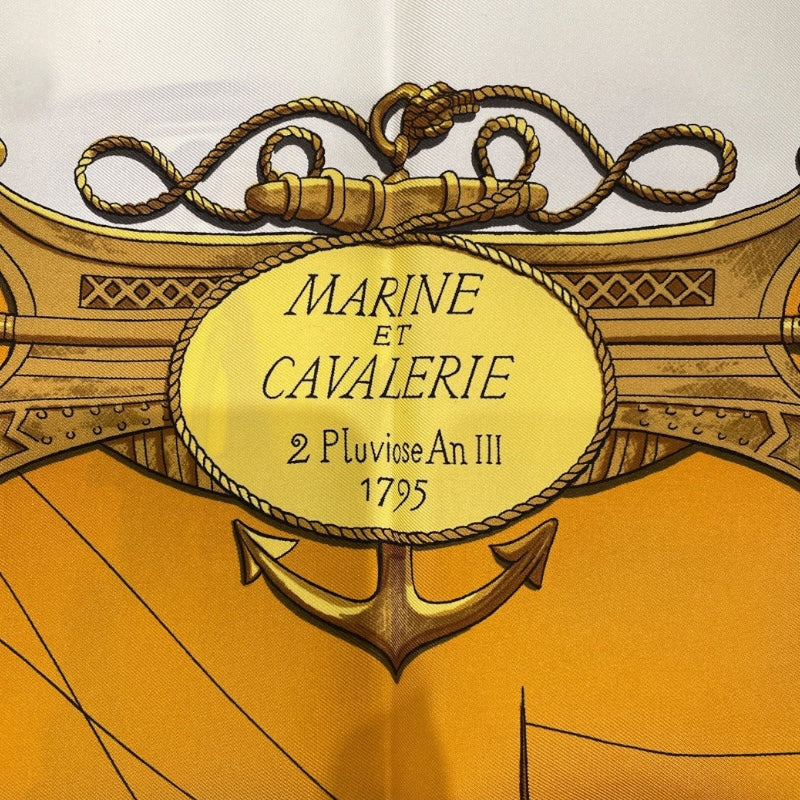 MARINE
ET
CAVALERIE
2 Pluviose An III
1795